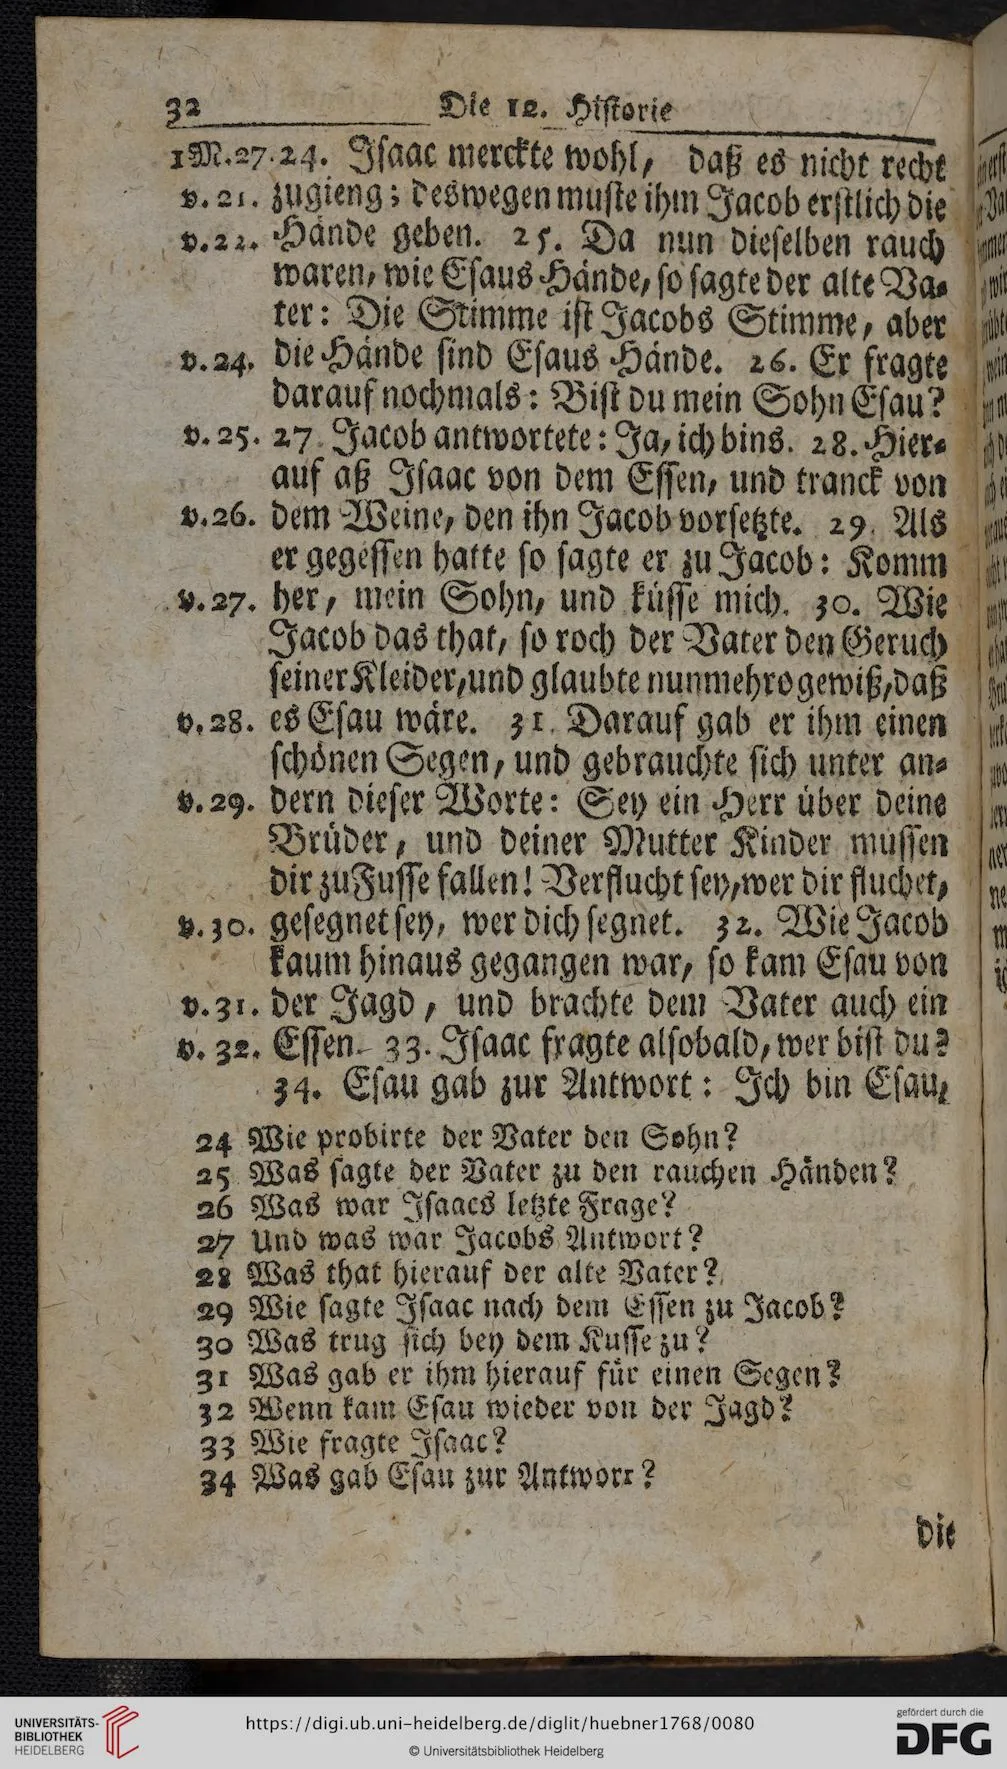 32 Die 12. Historie
1 M. 27. 24. Isaac merckte wohl, daß es nicht recht
v. 21. zugieng; deswegen muste ihm Jacob erstlich die
v. 22. Hände geben. 25. Da nun dieselben rauch
waren, wie Esaus Hände, so sagte der alte Va-
ter: Die Stimme ist Jacobs Stimme, aber
v. 24. die Hände sind Esaus Hände. 26. Er fragte
darauf nochmals: Bist du mein Sohn Esau?
v. 25. 27. Jacob antwortete: Ja, ich bins. 28. Hier-
auf aß Isaac von dem Essen, und tranck von
v. 26. dem Weine, den ihn Jacob vorsetzte. 29. Als
er gegessen hatte so sagte er zu Jacob: Komm
v. 27. her, mein Sohn, und küsse mich. 30. Wie
Jacob das that, so roch der Vater den Geruch
seiner Kleider, und glaubte nunmehro gewiß, daß
v. 28. es Esau wäre. 31. Darauf gab er ihm einen
schönen Segen, und gebrauchte sich unter an-
v. 29. dern dieser Worte: Sey ein Herr über deine
Brüder, und deiner Mutter Kinder müssen
dir zu Fusse fallen! Verflucht sey, wer dir fluchet,
v. 30. gesegnet sey, wer dich segnet. 32. Wie Jacob
kaum hinaus gegangen war, so kam Esau von
v. 31. der Jagd, und brachte dem Vater auch ein
v. 32. Essen. 33. Isaac fragte alsobald, wer bist du?
34. Esau gab zur Antwort: Ich bin Esau,
24 Wie probirte der Vater den Sohn?
25 Was sagte der Vater zu den rauchen Händen?
26 Was war Isaacs letzte Frage?
27 Und was war Jacobs Antwort?
28 Was that hierauf der alte Vater?
29 Wie sagte Isaac nach dem Essen zu Jacob?
30 Was trug sich bey dem Kusse zu?
31 Was gab er ihm hierauf für einen Segen?
32 Wenn kam Esau wieder von der Jagd?
33 Wie fragte Isaac?
34 Was gab Esau zur Antwort?
die
UNIVERSITÄTS-
BIBLIOTHEK
HEIDELBERG
https://digi.ub.uni-heidelberg.de/diglit/huebner1768/0080
© Universitätsbibliothek Heidelberg
gefördert durch die
DFG